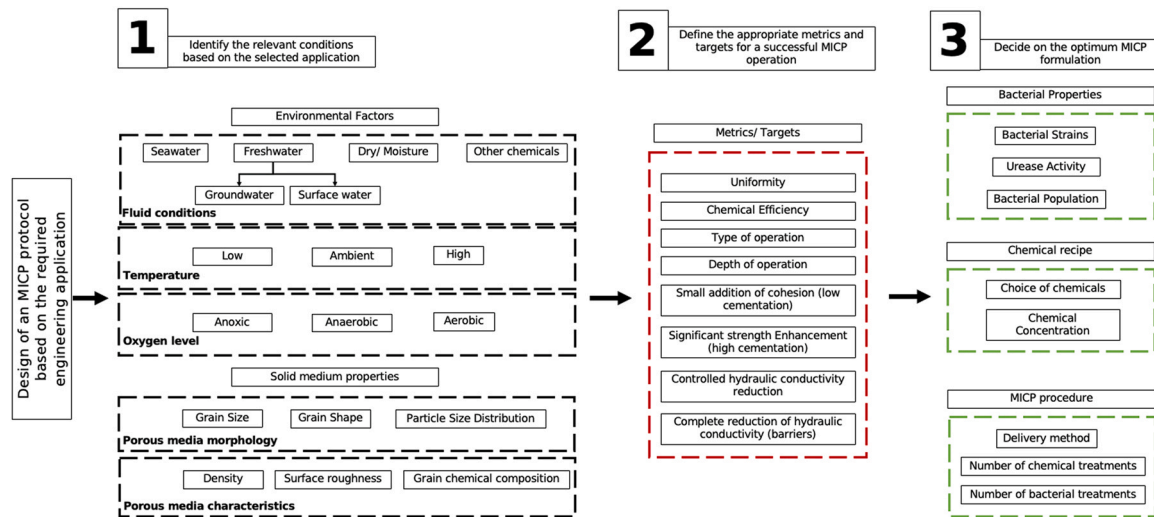 Design of an MICP protocol
based on the required
engineering application
1
Identify the relevant conditions
based on the selected application
Environmental Factors
Seawater
Freshwater
Dry/ Moisture
Other chemicals
Groundwater
Surface water
Fluid conditions
Low
Ambient
High
Temperature
Anoxic
Anaerobic
Aerobic
Oxygen level
Solid medium properties
Grain Size
Grain Shape
Particle Size Distribution
Porous media morphology
Density
Surface roughness
Grain chemical composition
Porous media characteristics
2
Define the appropriate metrics and
targets for a successful MICP
operation
Metrics/ Targets
Uniformity
Chemical Efficiency
Type of operation
Depth of operation
Small addition of cohesion (low
cementation)
Significant strength Enhancement
(high cementation)
Controlled hydraulic conductivity
reduction
Complete reduction of hydraulic
conductivity (barriers)
3
Decide on the optimum MICP
formulation
Bacterial Properties
Bacterial Strains
Urease Activity
Bacterial Population
Chemical recipe
Choice of chemicals
Chemical
Concentration
MICP procedure
Delivery method
Number of chemical treatments
Number of bacterial treatments